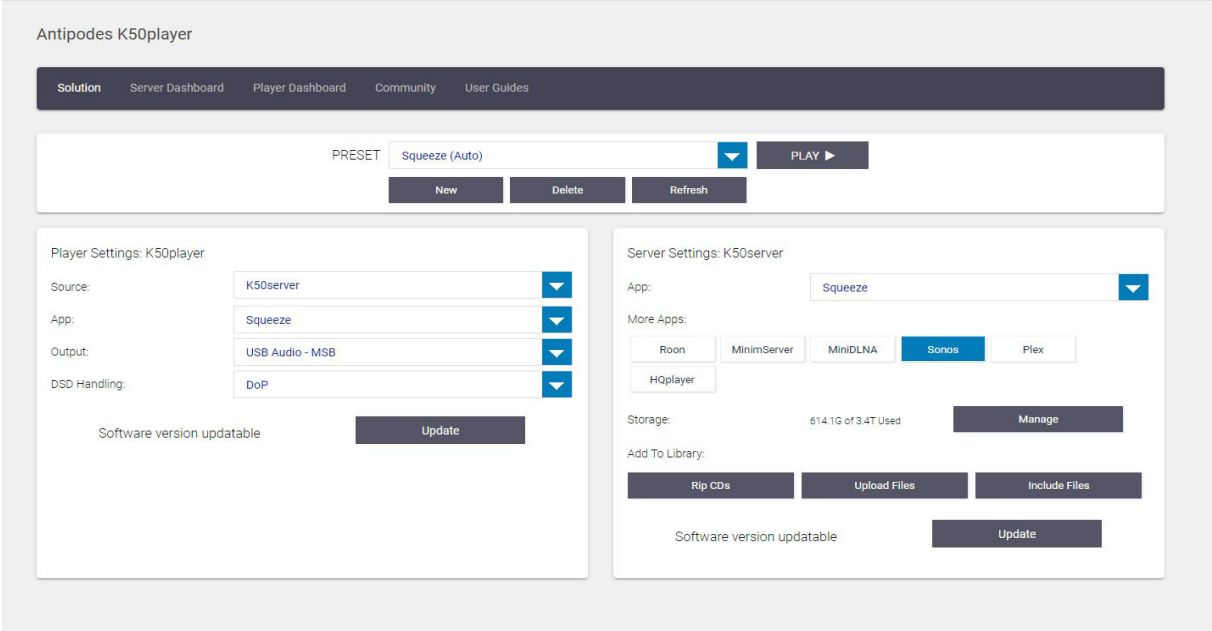 Antipodes K50player
Solution Server Dashboard Player Dashboard Community User Guides
PRESET Squeeze (Auto) PLAY ▶
New Delete Refresh
Player Settings: K50player
Source: K50server
App: Squeeze
Output: USB Audio - MSB
DSD Handling: DoP
Software version updatable Update
Server Settings: K50server
App: Squeeze
More Apps:
Roon MinimServer MiniDLNA Sonos Plex
HQplayer
Storage: 614.1G of 3.4T Used Manage
Add To Library:
Rip CDs Upload Files Include Files
Software version updatable Update